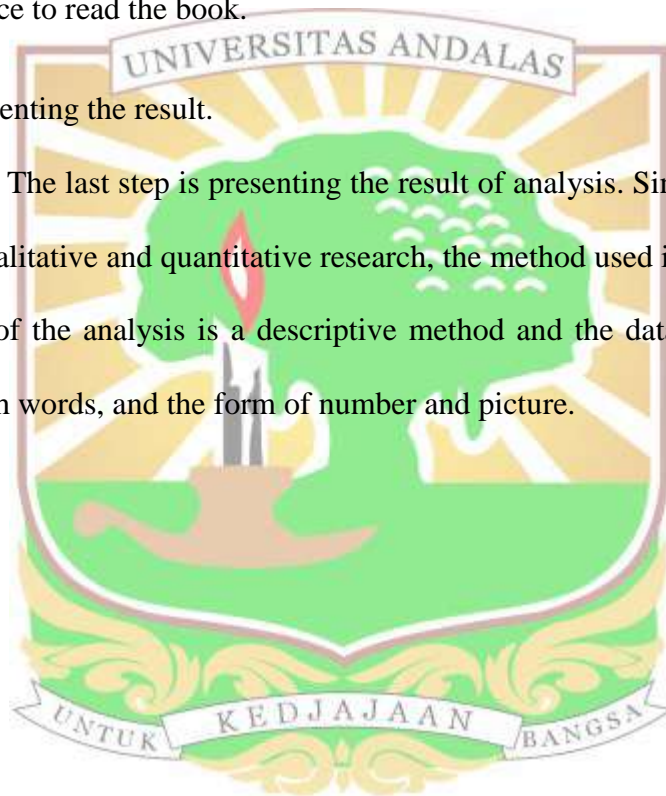 ce to read the book.
UNIVERSITAS ANDALAS
enting the result.
The last step is presenting the result of analysis. Sin
alitative and quantitative research, the method used i
of the analysis is a descriptive method and the data
n words, and the form of number and picture.
UNTUK KEDJAJAAN BANGSA